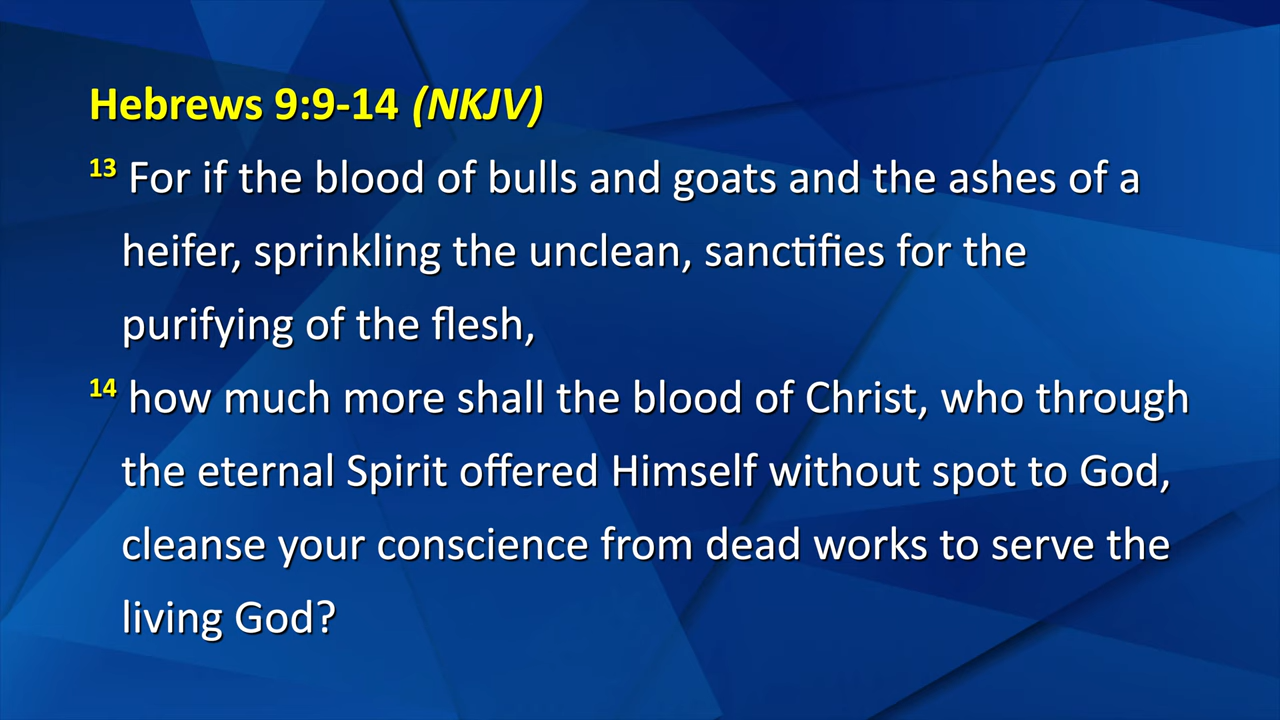 Hebrews 9:9-14 (NKJV)
13 For if the blood of bulls and goats and the ashes of a
heifer, sprinkling the unclean, sanctifies for the
purifying of the flesh,
14 how much more shall the blood of Christ, who through
the eternal Spirit offered Himself without spot to God,
cleanse your conscience from dead works to serve the
living God?